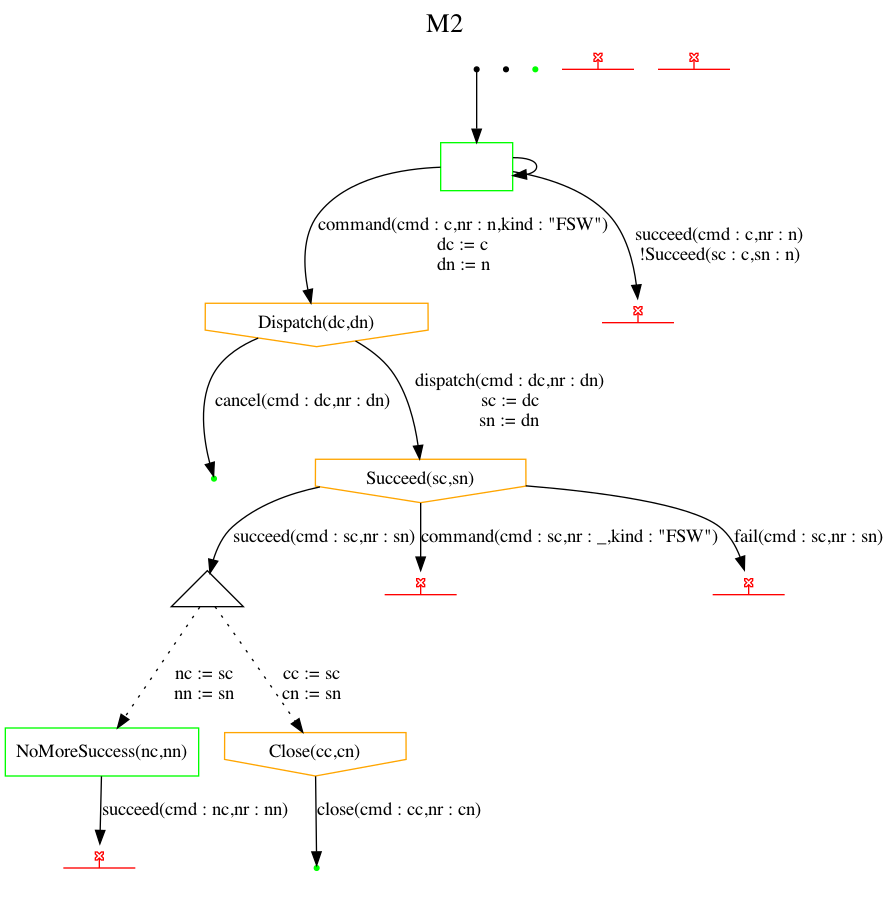 M2
command(cmd : c,nr : n,kind : "FSW")
dc := c
dn := n
succeed(cmd : c,nr : n)
!Succeed(sc : c,sn : n)
Dispatch(dc,dn)
cancel(cmd : dc,nr : dn)
dispatch(cmd : dc,nr : dn)
sc := dc
sn := dn
Succeed(sc,sn)
succeed(cmd : sc,nr : sn)
command(cmd : sc,nr : _,kind : "FSW")
fail(cmd : sc,nr : sn)
nc := sc
nn := sn
cc := sc
cn := sn
NoMoreSuccess(nc,nn)
Close(cc,cn)
succeed(cmd : nc,nr : nn)
close(cmd : cc,nr : cn)